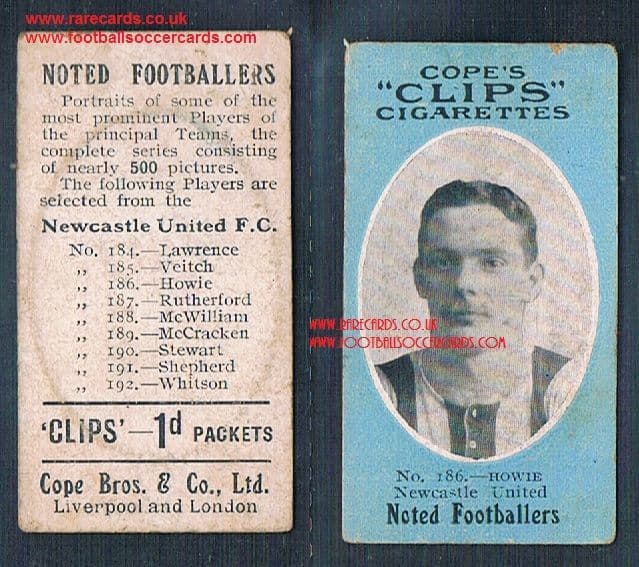 www.rarecards.co.uk
www.footballsoccercards.com
NOTED FOOTBALLERS
Portraits of some of the
most prominent Players of
the principal Teams, the
complete series consisting
of nearly 500 pictures.
The following Players are
selected from the
Newcastle United F.C.
No. 184.—Lawrence
„ 185.—Veitch
„ 186.—Howie
„ 187.—Rutherford
„ 188.—McWilliam
„ 189.—McCracken
„ 190.—Stewart
„ 191.—Shepherd
„ 192.—Whitson
'CLIPS'—1d PACKETS
Cope Bros. & Co., Ltd.
Liverpool and London
COPE'S
"CLIPS"
CIGARETTES
WWW.RARECARDS.CO.UK
WWW.FOOTBALLSOCCERCARDS.COM
No. 186.—HOWIE
Newcastle United
Noted Footballers